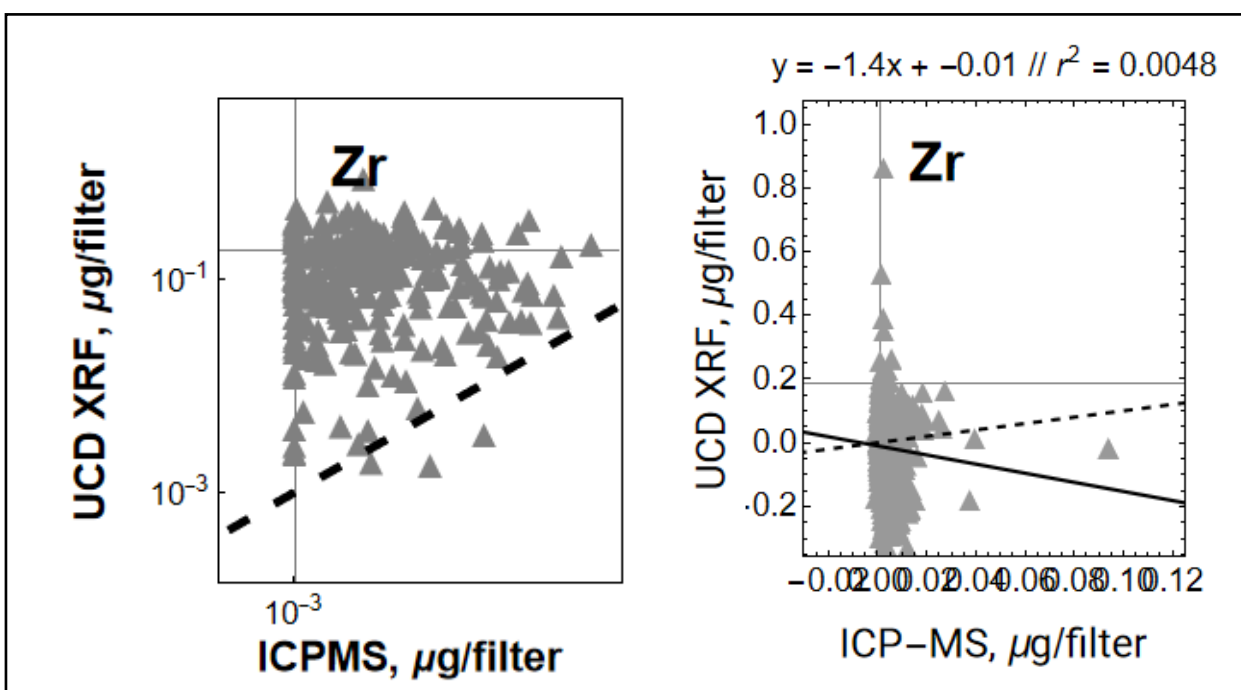 Zr
UCD XRF, µg/filter
10⁻¹
10⁻³
10⁻³
ICPMS, µg/filter
y = −1.4x + −0.01 // r² = 0.0048
Zr
UCD XRF, µg/filter
1.0
0.8
0.6
0.4
0.2
0.0
-0.2
−0.02 0.00 0.02 0.04 0.06 0.08 0.10 0.12
ICP−MS, µg/filter